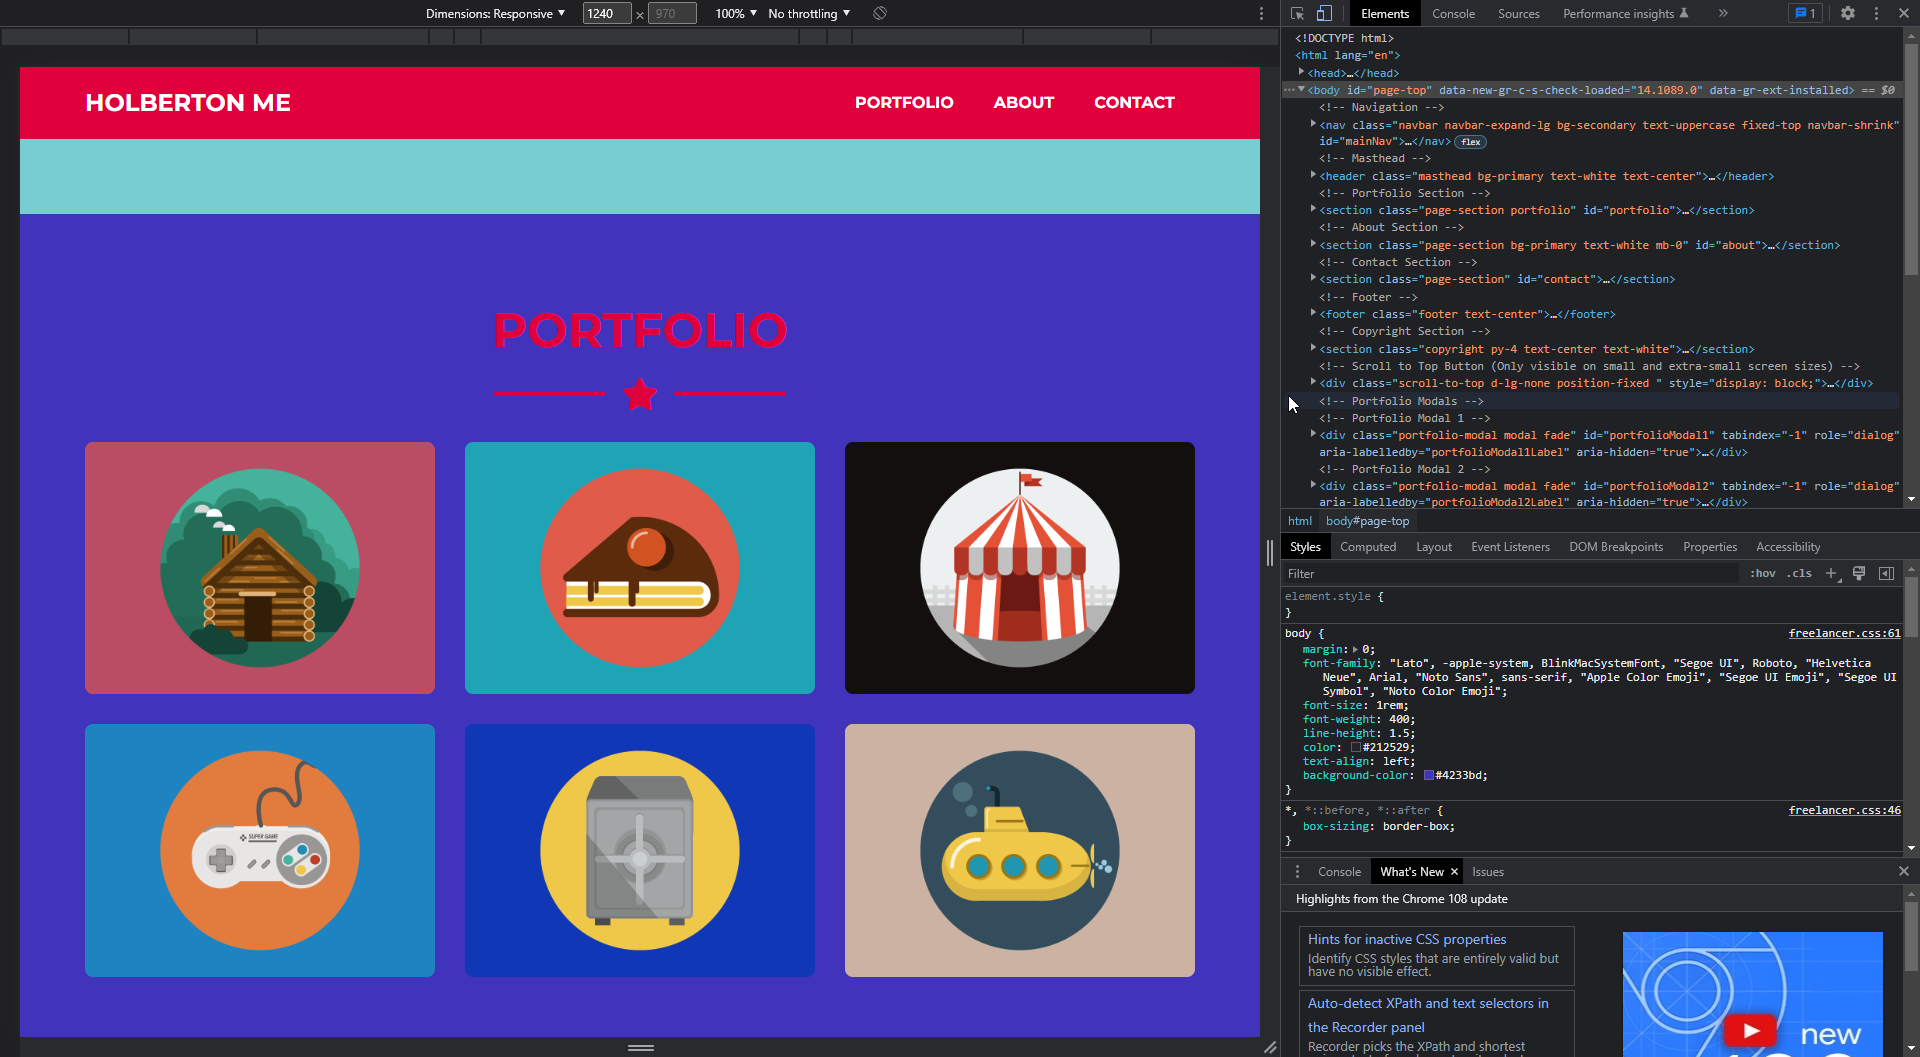 Dimensions: Responsive ▼ 1240 × 970 100% ▼ No throttling ▼
Elements Console Sources Performance insights » 1
HOLBERTON ME
PORTFOLIO ABOUT CONTACT
PORTFOLIO
SUPER GAME
<!DOCTYPE html>
<html lang="en">
<head>…</head>
<body id="page-top" data-new-gr-c-s-check-loaded="14.1089.0" data-gr-ext-installed> == $0
<!-- Navigation -->
<nav class="navbar navbar-expand-lg bg-secondary text-uppercase fixed-top navbar-shrink"
id="mainNav">…</nav> flex
<!-- Masthead -->
<header class="masthead bg-primary text-white text-center">…</header>
<!-- Portfolio Section -->
<section class="page-section portfolio" id="portfolio">…</section>
<!-- About Section -->
<section class="page-section bg-primary text-white mb-0" id="about">…</section>
<!-- Contact Section -->
<section class="page-section" id="contact">…</section>
<!-- Footer -->
<footer class="footer text-center">…</footer>
<!-- Copyright Section -->
<section class="copyright py-4 text-center text-white">…</section>
<!-- Scroll to Top Button (Only visible on small and extra-small screen sizes) -->
<div class="scroll-to-top d-lg-none position-fixed " style="display: block;">…</div>
<!-- Portfolio Modals -->
<!-- Portfolio Modal 1 -->
<div class="portfolio-modal modal fade" id="portfolioModal1" tabindex="-1" role="dialog"
aria-labelledby="portfolioModal1Label" aria-hidden="true">…</div>
<!-- Portfolio Modal 2 -->
<div class="portfolio-modal modal fade" id="portfolioModal2" tabindex="-1" role="dialog"
aria-labelledby="portfolioModal2Label" aria-hidden="true">…</div>
html body#page-top
Styles Computed Layout Event Listeners DOM Breakpoints Properties Accessibility
Filter :hov .cls +
element.style {
}
body { freelancer.css:61
margin: 0;
font-family: "Lato", -apple-system, BlinkMacSystemFont, "Segoe UI", Roboto, "Helvetica
Neue", Arial, "Noto Sans", sans-serif, "Apple Color Emoji", "Segoe UI Emoji", "Segoe UI
Symbol", "Noto Color Emoji";
font-size: 1rem;
font-weight: 400;
line-height: 1.5;
color: #212529;
text-align: left;
background-color: #4233bd;
}
*, *::before, *::after { freelancer.css:46
box-sizing: border-box;
}
Console What's New × Issues
Highlights from the Chrome 108 update
Hints for inactive CSS properties
Identify CSS styles that are entirely valid but
have no visible effect.
Auto-detect XPath and text selectors in
the Recorder panel
Recorder picks the XPath and shortest
new